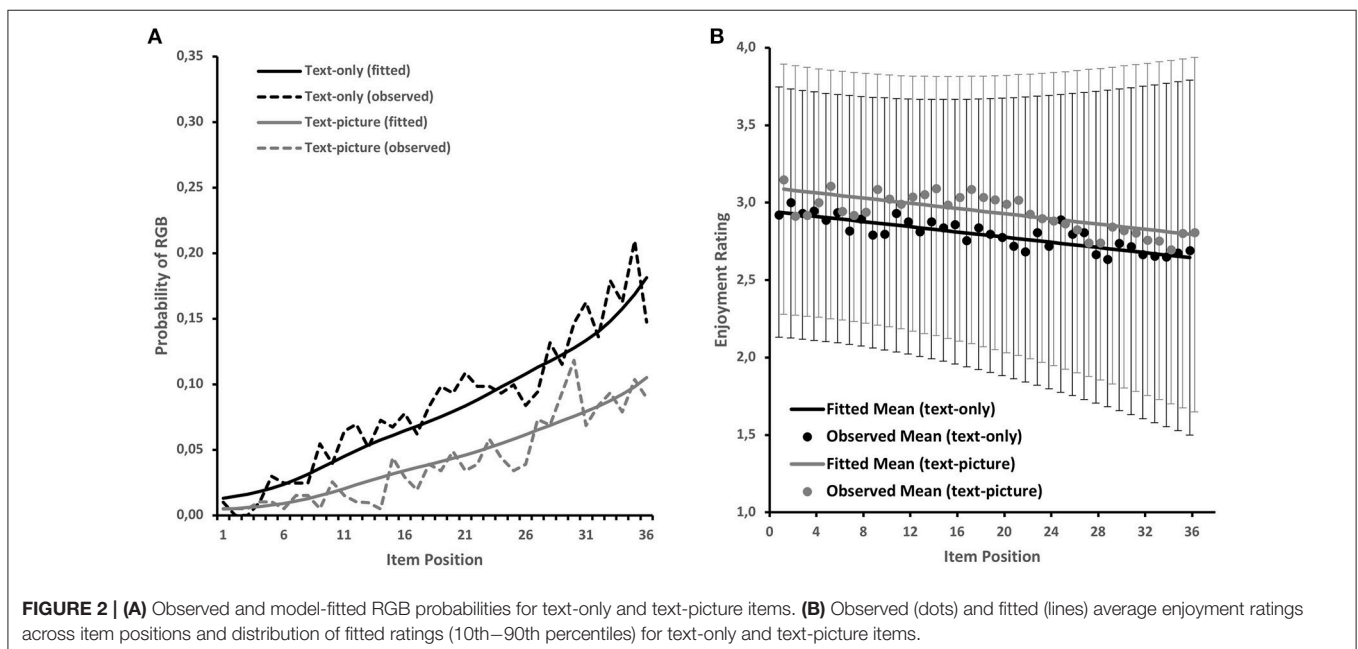 A
0,35
0,30
0,25
0,20
0,15
0,10
0,05
0,00
Probability of RGB
Text-only (fitted)
Text-only (observed)
Text-picture (fitted)
Text-picture (observed)
1 6 11 16 21 26 31 36
Item Position
B
4,0
3,5
3,0
2,5
2,0
1,5
1,0
Enjoyment Rating
Fitted Mean (text-only)
Observed Mean (text-only)
Fitted Mean (text-picture)
Observed Mean (text-picture)
0 4 8 12 16 20 24 28 32 36
Item Position
FIGURE 2 | (A) Observed and model-fitted RGB probabilities for text-only and text-picture items. (B) Observed (dots) and fitted (lines) average enjoyment ratings
across item positions and distribution of fitted ratings (10th–90th percentiles) for text-only and text-picture items.